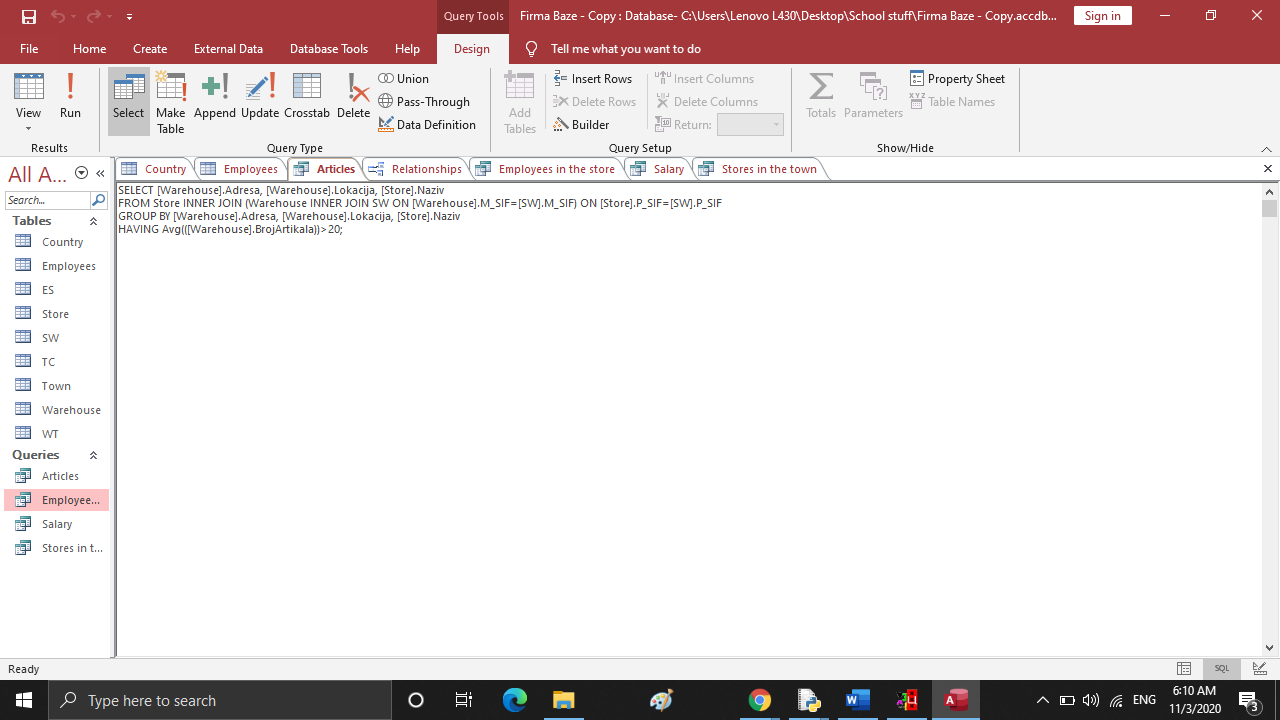 Query Tools
Firma Baze - Copy : Database- C:\Users\Lenovo L430\Desktop\School stuff\Firma Baze - Copy.accdb...
Sign in
File Home Create External Data Database Tools Help Design Tell me what you want to do
View
Run
Results
Select
Make Table
Append
Update
Crosstab
Delete
Union
Pass-Through
Data Definition
Query Type
Add Tables
Insert Rows
Delete Rows
Builder
Insert Columns
Delete Columns
Return:
Query Setup
Totals
Parameters
Property Sheet
Table Names
Show/Hide
All A...
Search...
Tables
Country
Employees
ES
Store
SW
TC
Town
Warehouse
WT
Queries
Articles
Employee...
Salary
Stores in t...
Country Employees Articles Relationships Employees in the store Salary Stores in the town
SELECT [Warehouse].Adresa, [Warehouse].Lokacija, [Store].Naziv
FROM Store INNER JOIN (Warehouse INNER JOIN SW ON [Warehouse].M_SIF=[SW].M_SIF) ON [Store].P_SIF=[SW].P_SIF
GROUP BY [Warehouse].Adresa, [Warehouse].Lokacija, [Store].Naziv
HAVING Avg(([Warehouse].BrojArtikala))>20;
Ready
SQL
Type here to search
ENG
6:10 AM
11/3/2020
3